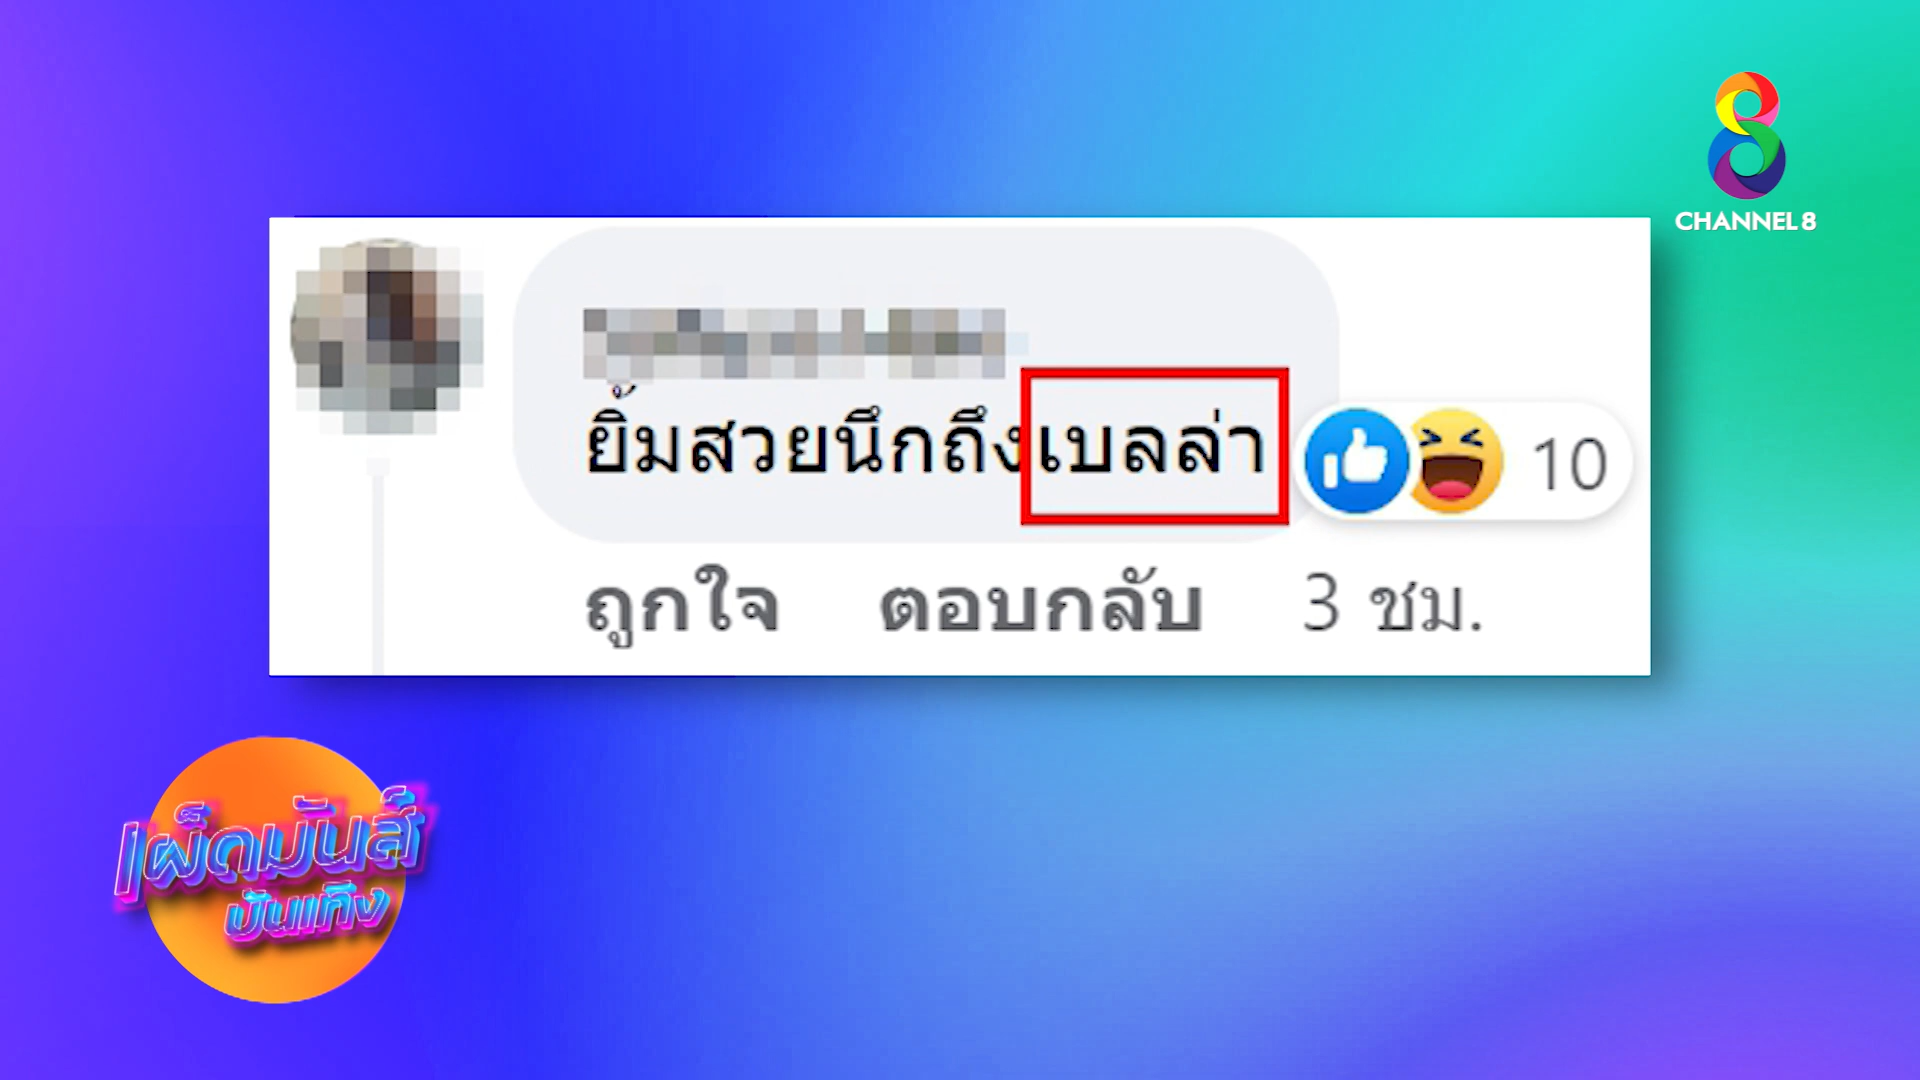 CHANNEL 8
ยิ้มสวยนึกถึงเบลล่า
10
ถูกใจ ตอบกลับ 3 ชม.
เผ็ดมันส์
บันเทิง